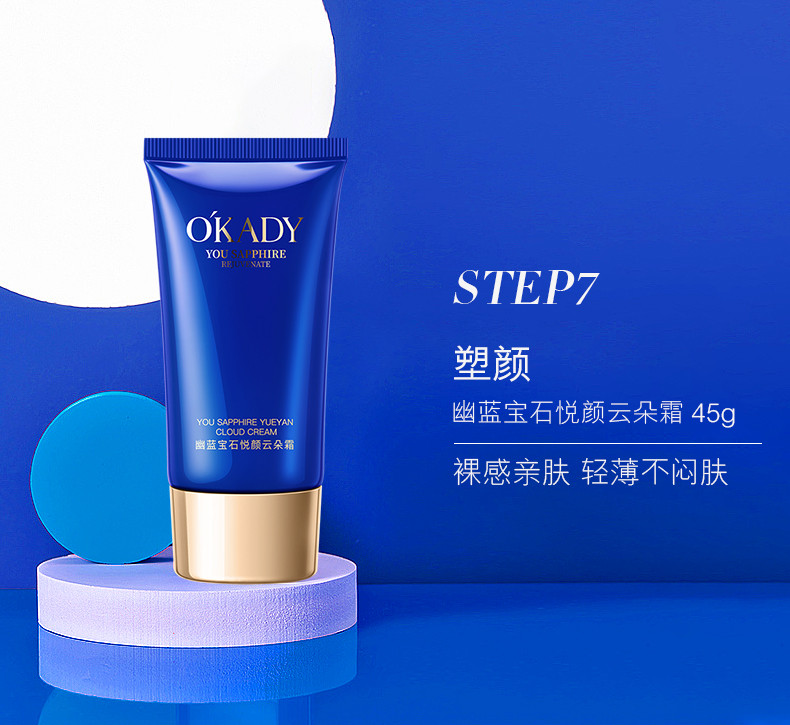 O'KADY
YOU SAPPHIRE
REJUVENATE
YOU SAPPHIRE YUEYAN
CLOUD CREAM
幽蓝宝石悦颜云朵霜
STEP7
塑颜
幽蓝宝石悦颜云朵霜 45g
裸感亲肤 轻薄不闷肤